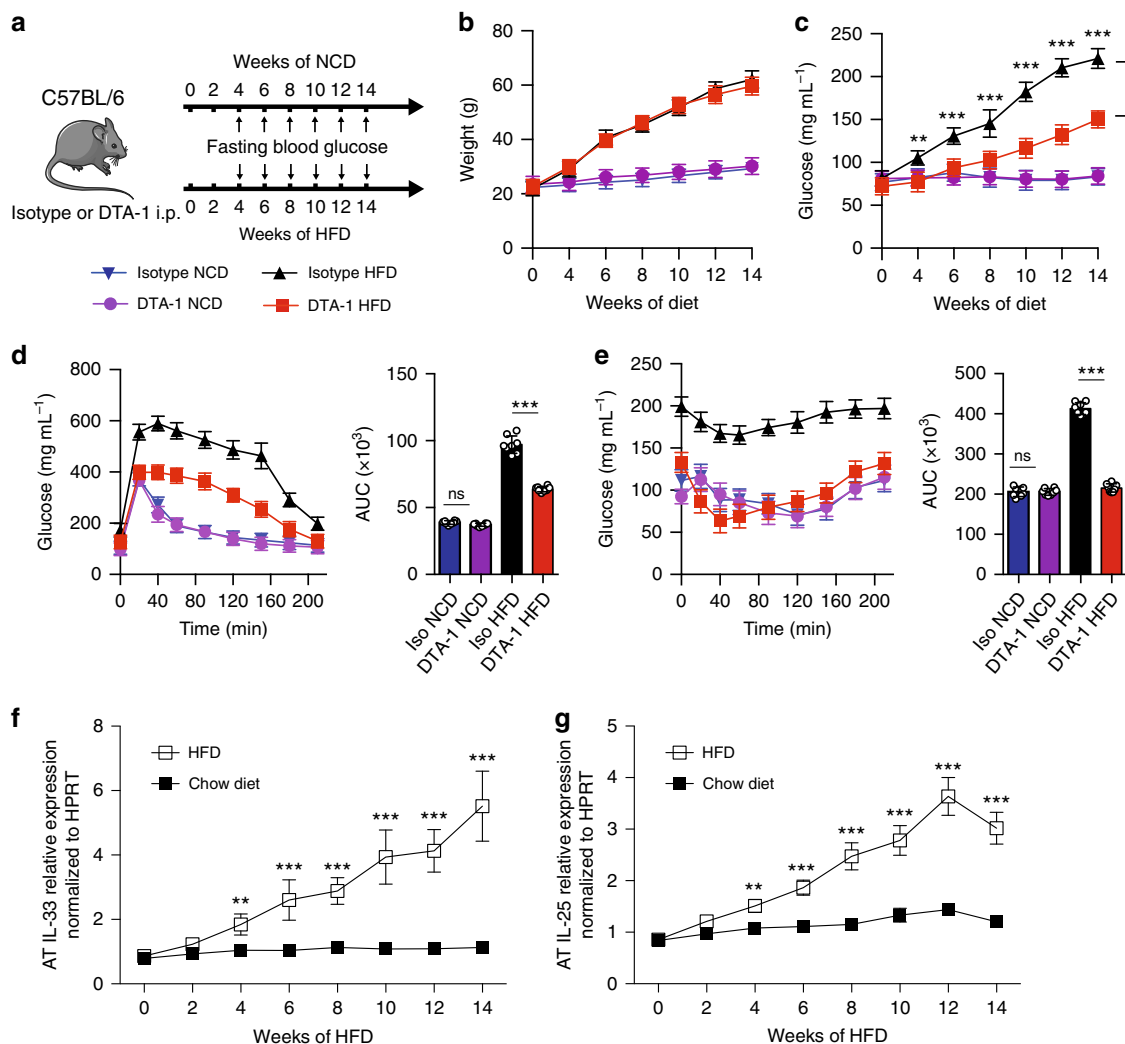 a
Weeks of NCD
0 2 4 6 8 10 12 14
C57BL/6
Fasting blood glucose
0 2 4 6 8 10 12 14
Isotype or DTA-1 i.p.
Weeks of HFD
Isotype NCD
Isotype HFD
DTA-1 NCD
DTA-1 HFD
b
Weight (g)
80
60
40
20
0
0 4 6 8 10 12 14
Weeks of diet
c
Glucose (mg mL⁻¹)
250
200
150
100
50
0
** *** *** *** *** ***
0 4 6 8 10 12 14
Weeks of diet
d
Glucose (mg mL⁻¹)
800
600
400
200
0
0 40 80 120 160 200
Time (min)
AUC (×10³)
150
100
50
0
ns
***
Iso NCD
DTA-1 NCD
Iso HFD
DTA-1 HFD
e
Glucose (mg mL⁻¹)
250
200
150
100
50
0
0 40 80 120 160 200
Time (min)
AUC (×10³)
500
400
300
200
100
0
ns
***
Iso NCD
DTA-1 NCD
Iso HFD
DTA-1 HFD
f
AT IL-33 relative expression
normalized to HPRT
8
6
4
2
0
HFD
Chow diet
** *** *** *** *** ***
0 2 4 6 8 10 12 14
Weeks of HFD
g
AT IL-25 relative expression
normalized to HPRT
5
4
3
2
1
0
HFD
Chow diet
** *** *** *** *** ***
0 2 4 6 8 10 12 14
Weeks of HFD